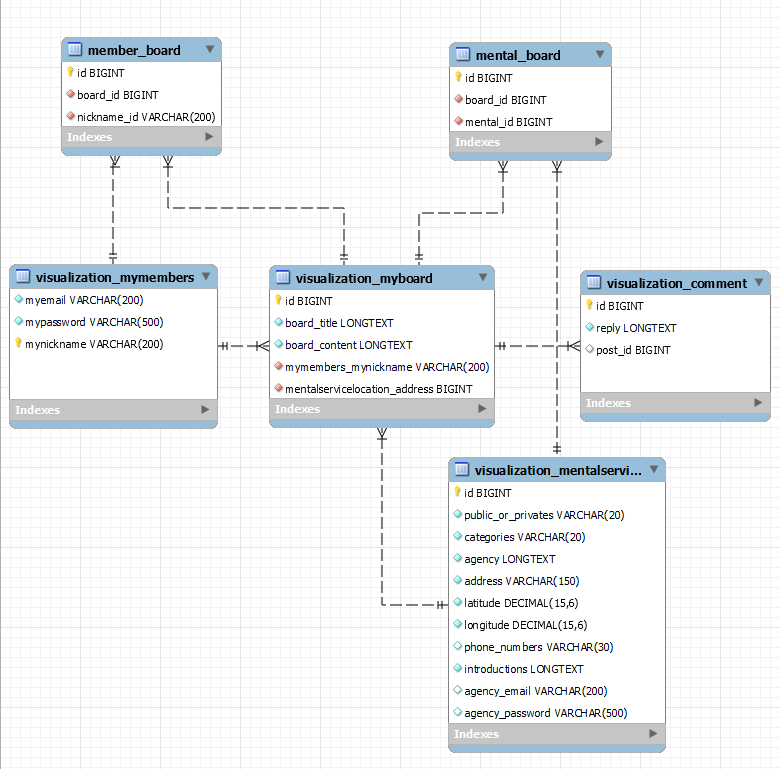 member_board
id BIGINT
board_id BIGINT
nickname_id VARCHAR(200)
Indexes
mental_board
id BIGINT
board_id BIGINT
mental_id BIGINT
Indexes
visualization_mymembers
myemail VARCHAR(200)
mypassword VARCHAR(500)
mynickname VARCHAR(200)
Indexes
visualization_myboard
id BIGINT
board_title LONGTEXT
board_content LONGTEXT
mymembers_mynickname VARCHAR(200)
mentalservicelocation_address BIGINT
Indexes
visualization_comment
id BIGINT
reply LONGTEXT
post_id BIGINT
Indexes
visualization_mentalservi...
id BIGINT
public_or_privates VARCHAR(20)
categories VARCHAR(20)
agency LONGTEXT
address VARCHAR(150)
latitude DECIMAL(15,6)
longitude DECIMAL(15,6)
phone_numbers VARCHAR(30)
introductions LONGTEXT
agency_email VARCHAR(200)
agency_password VARCHAR(500)
Indexes